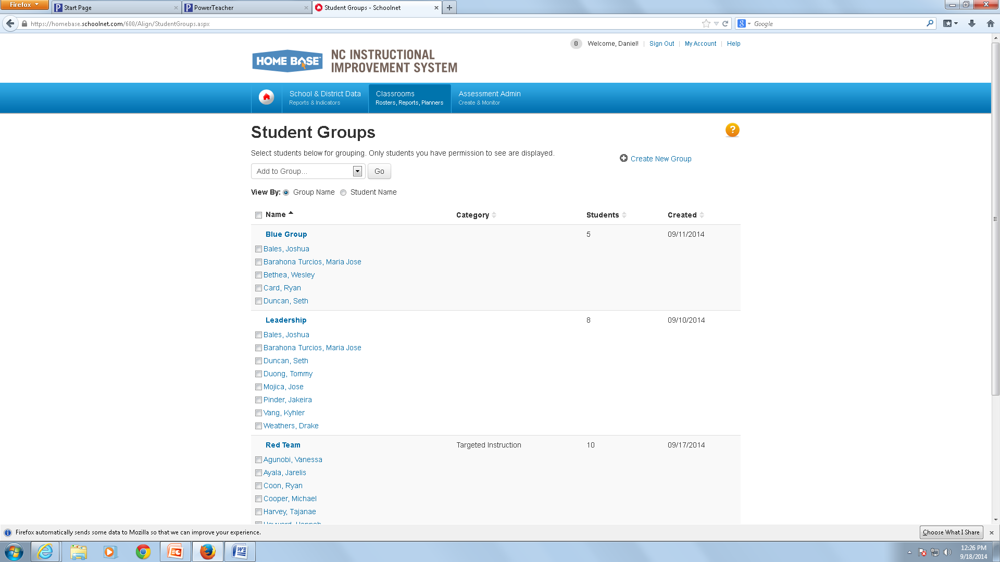 Firefox
Start Page
PowerTeacher
Student Groups - Schoolnet
https://homebase.schoolnet.com/600/Align/StudentGroups.aspx
Google
0 Welcome, Daniel! | Sign Out | My Account | Help
HOME BASE™
NC INSTRUCTIONAL
IMPROVEMENT SYSTEM
School & District Data
Reports & Indicators
Classrooms
Rosters, Reports, Planners
Assessment Admin
Create & Monitor
Student Groups
?
Select students below for grouping. Only students you have permission to see are displayed.
Create New Group
Add to Group...
Go
View By: Group Name Student Name
Name Category Students Created
Blue Group 5 09/11/2014
Bales, Joshua
Barahona Turcios, Maria Jose
Bethea, Wesley
Card, Ryan
Duncan, Seth
Leadership 8 09/10/2014
Bales, Joshua
Barahona Turcios, Maria Jose
Duncan, Seth
Duong, Tommy
Mojica, Jose
Pinder, Jakeira
Vang, Kyhler
Weathers, Drake
Red Team Targeted Instruction 10 09/17/2014
Agunobi, Vanessa
Ayala, Jarelis
Coon, Ryan
Cooper, Michael
Harvey, Tajanae
Firefox automatically sends some data to Mozilla so that we can improve your experience.
Choose What I Share
12:26 PM
9/18/2014